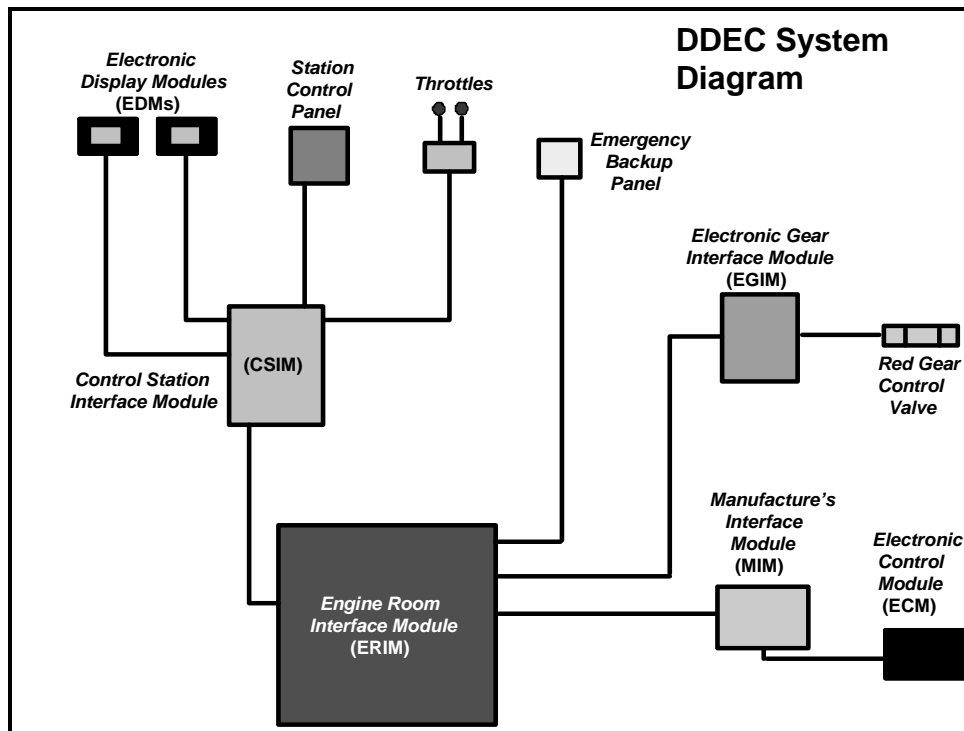 DDEC System
Diagram
Electronic
Display Modules
(EDMs)
Station
Control
Panel
Throttles
Emergency
Backup
Panel
Electronic Gear
Interface Module
(EGIM)
(CSIM)
Control Station
Interface Module
Red Gear
Control
Valve
Manufacture's
Interface
Module
(MIM)
Electronic
Control
Module
(ECM)
Engine Room
Interface Module
(ERIM)